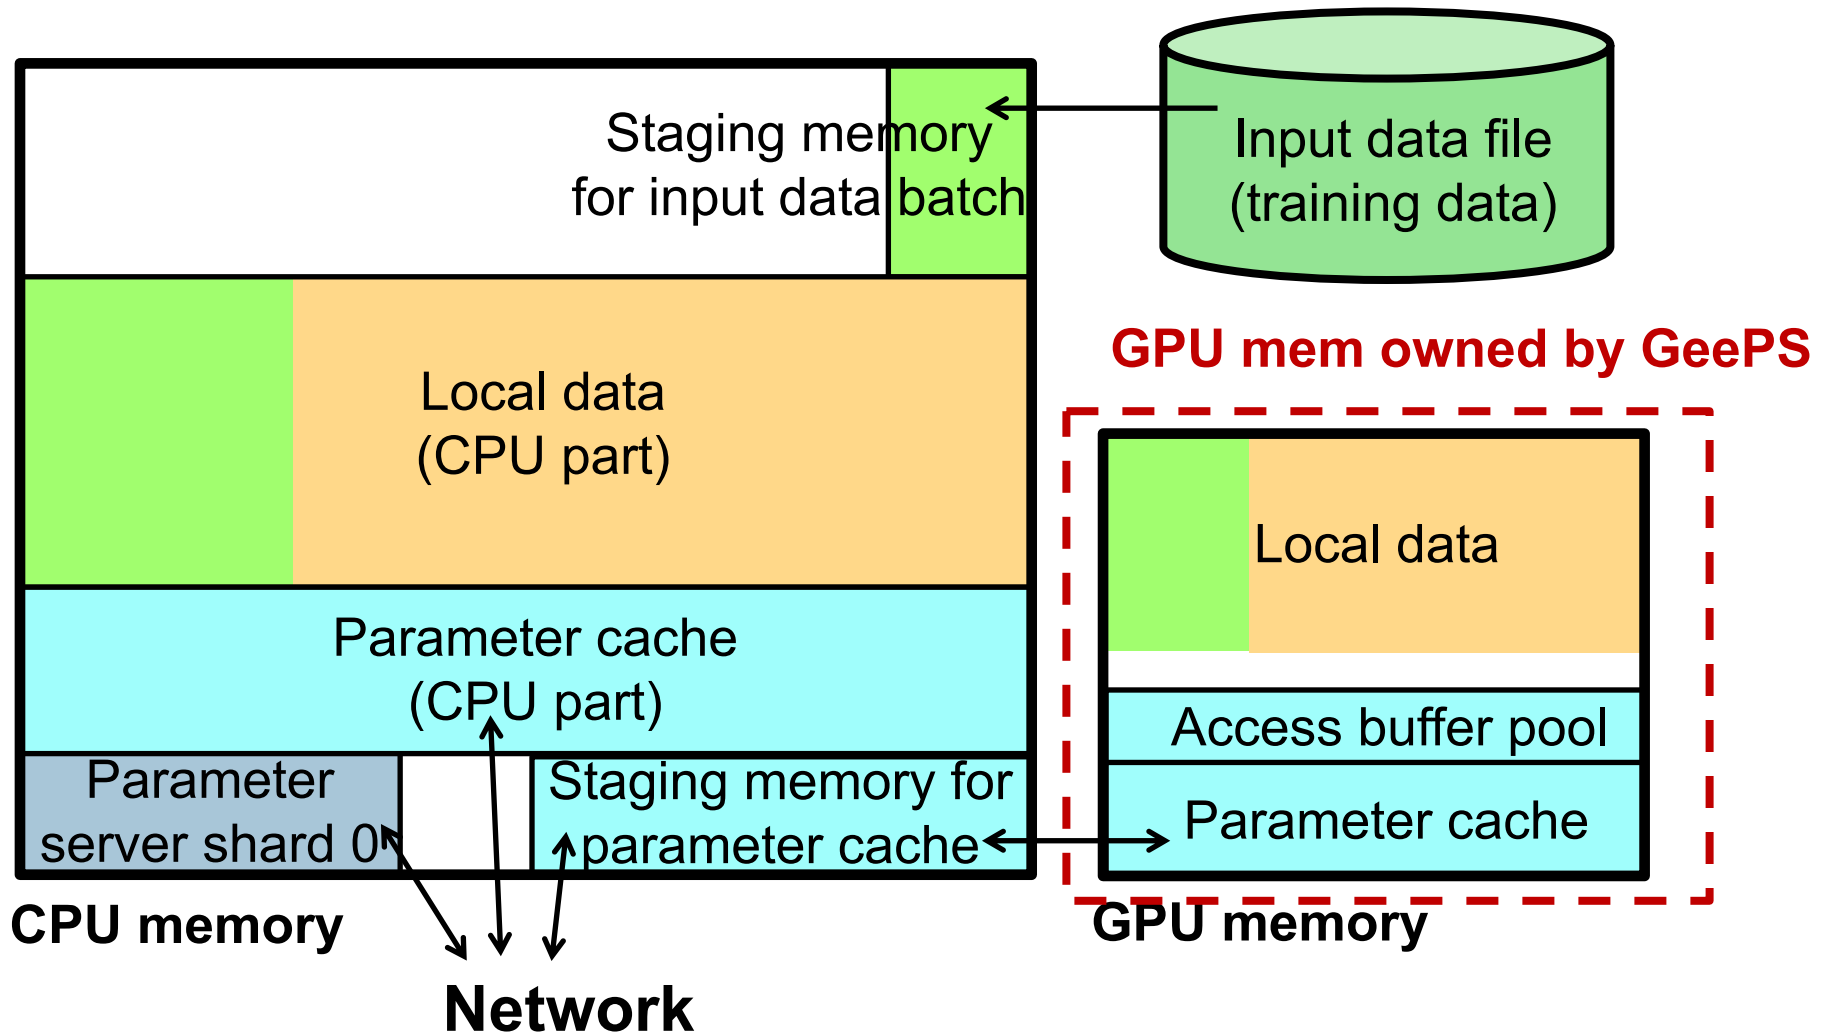 Staging memory
for input data batch
Input data file
(training data)
GPU mem owned by GeePS
Local data
(CPU part)
Local data
Parameter cache
(CPU part)
Access buffer pool
Parameter
server shard 0
Staging memory for
parameter cache
Parameter cache
CPU memory
GPU memory
Network